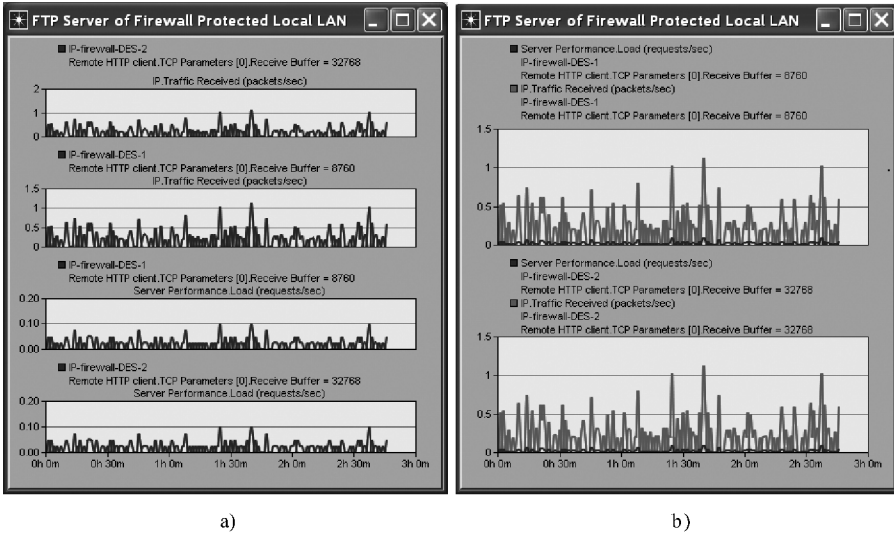 FTP Server of Firewall Protected Local LAN
IP-firewall-DES-2
Remote HTTP client.TCP Parameters [0].Receive Buffer = 32768
IP.Traffic Received (packets/sec)
2
1
0
IP-firewall-DES-1
Remote HTTP client.TCP Parameters [0].Receive Buffer = 8760
IP.Traffic Received (packets/sec)
1.5
1
0.5
0
IP-firewall-DES-1
Remote HTTP client.TCP Parameters [0].Receive Buffer = 8760
Server Performance.Load (requests/sec)
0.20
0.10
0.00
IP-firewall-DES-2
Remote HTTP client.TCP Parameters [0].Receive Buffer = 32768
Server Performance.Load (requests/sec)
0.20
0.10
0.00
0h 0m 0h 30m 1h 0m 1h 30m 2h 0m 2h 30m 3h 0m
a)
FTP Server of Firewall Protected Local LAN
Server Performance.Load (requests/sec)
IP-firewall-DES-1
Remote HTTP client.TCP Parameters [0].Receive Buffer = 8760
IP.Traffic Received (packets/sec)
IP-firewall-DES-1
Remote HTTP client.TCP Parameters [0].Receive Buffer = 8760
1.5
1
0.5
0
Server Performance.Load (requests/sec)
IP-firewall-DES-2
Remote HTTP client.TCP Parameters [0].Receive Buffer = 32768
IP.Traffic Received (packets/sec)
IP-firewall-DES-2
Remote HTTP client.TCP Parameters [0].Receive Buffer = 32768
1.5
1
0.5
0
0h 0m 0h 30m 1h 0m 1h 30m 2h 0m 2h 30m 3h 0m
b)